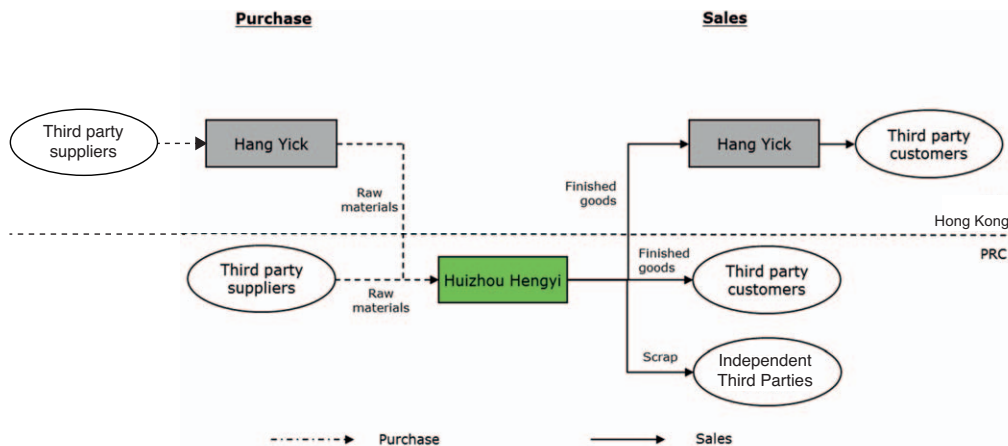 Purchase
Sales
Third party
suppliers
Hang Yick
Hang Yick
Third party
customers
Raw
materials
Finished
goods
Hong Kong
PRC
Third party
suppliers
Raw
materials
Huizhou Hengyi
Finished
goods
Third party
customers
Scrap
Independent
Third Parties
Purchase
Sales